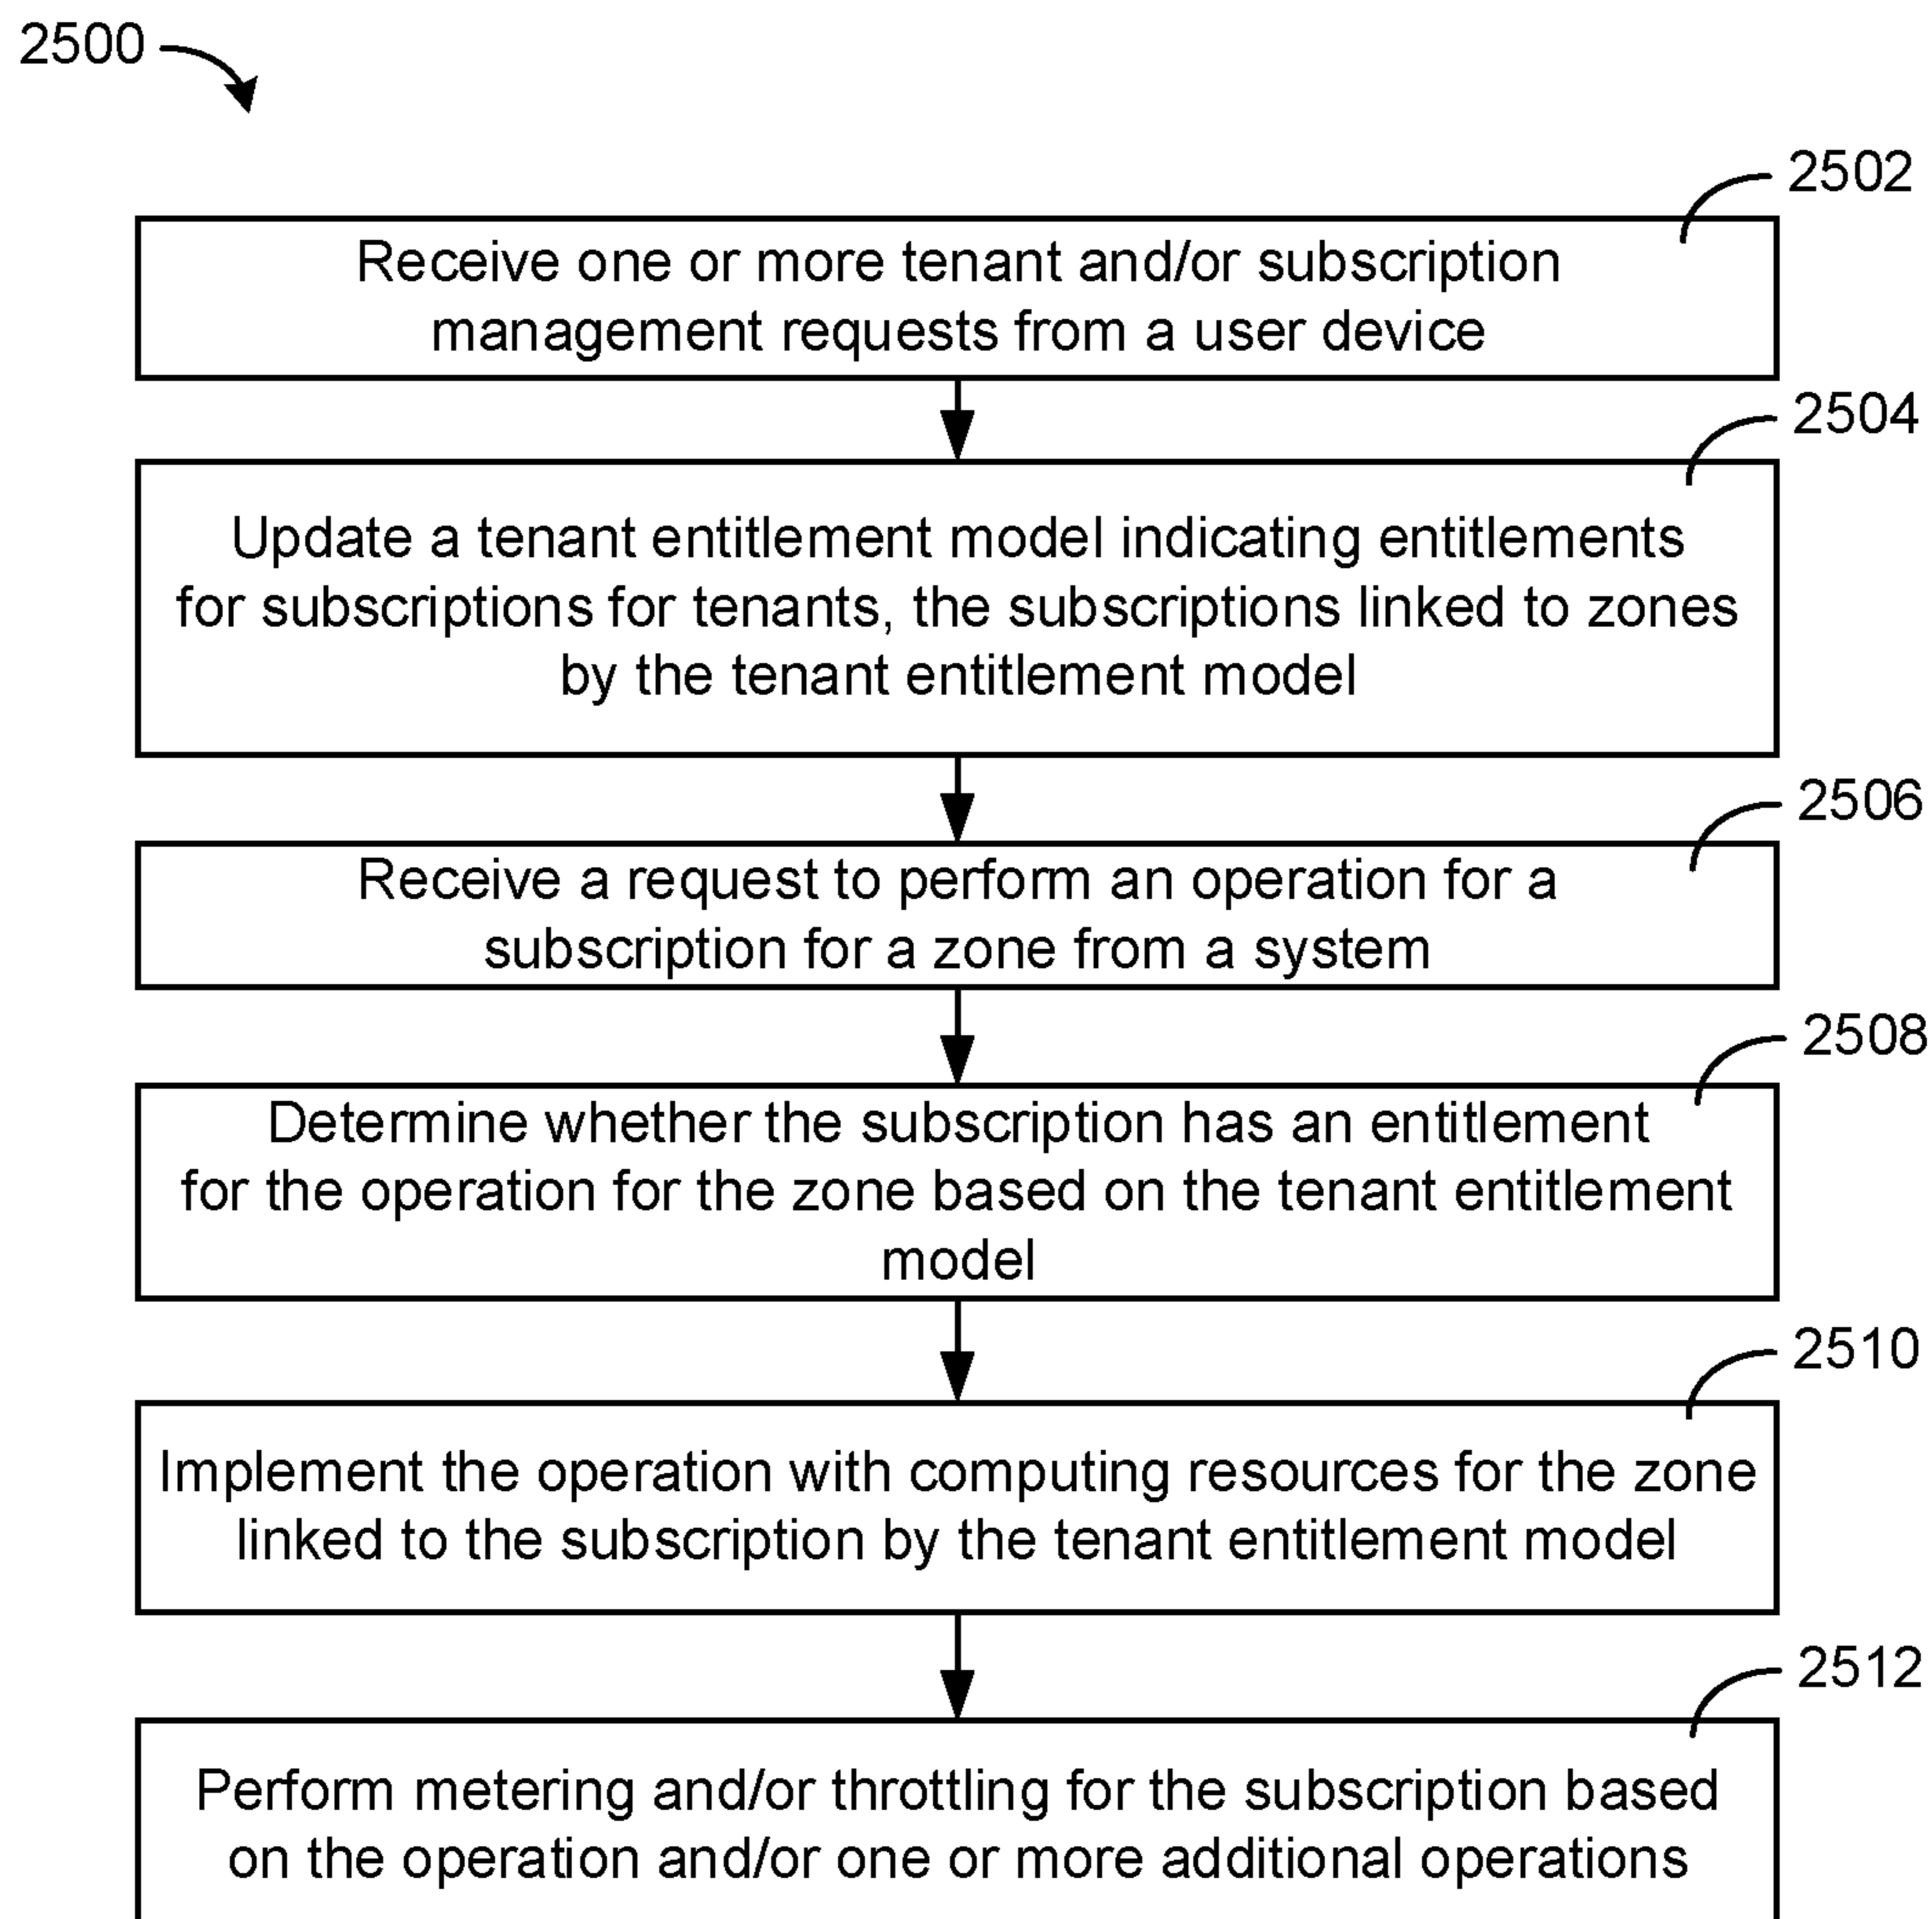 2500
2502
Receive one or more tenant and/or subscription
management requests from a user device
2504
Update a tenant entitlement model indicating entitlements
for subscriptions for tenants, the subscriptions linked to zones
by the tenant entitlement model
2506
Receive a request to perform an operation for a
subscription for a zone from a system
2508
Determine whether the subscription has an entitlement
for the operation for the zone based on the tenant entitlement
model
2510
Implement the operation with computing resources for the zone
linked to the subscription by the tenant entitlement model
2512
Perform metering and/or throttling for the subscription based
on the operation and/or one or more additional operations